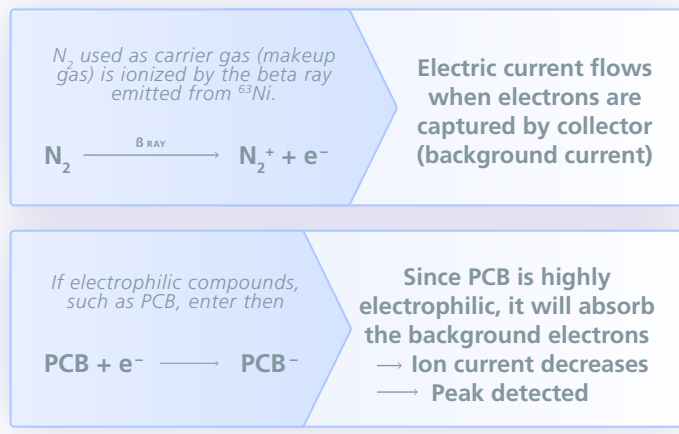 N₂ used as carrier gas (makeup
gas) is ionized by the beta ray
emitted from ⁶³Ni.
N₂ ß RAY N₂⁺ + e⁻
Electric current flows
when electrons are
captured by collector
(background current)
If electrophilic compounds,
such as PCB, enter then
PCB + e⁻ → PCB⁻
Since PCB is highly
electrophilic, it will absorb
the background electrons
→ Ion current decreases
→ Peak detected